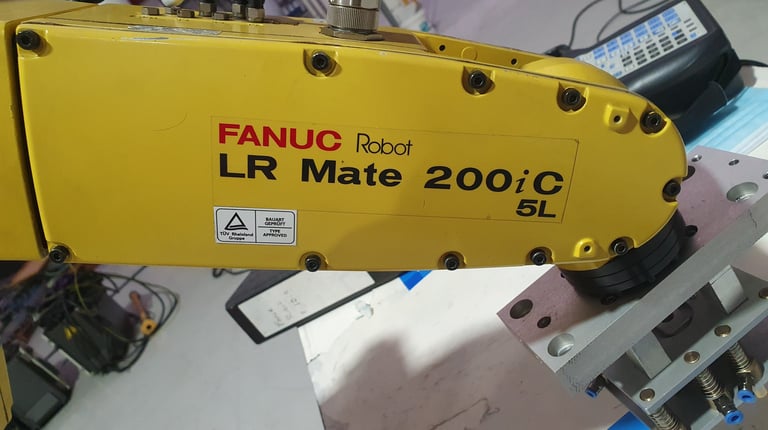 FANUC Robot
LR Mate 200iC
5L
TÜV Rheinland
Gruppe
BAUART
GEPRÜFT
TYPE
APPROVED